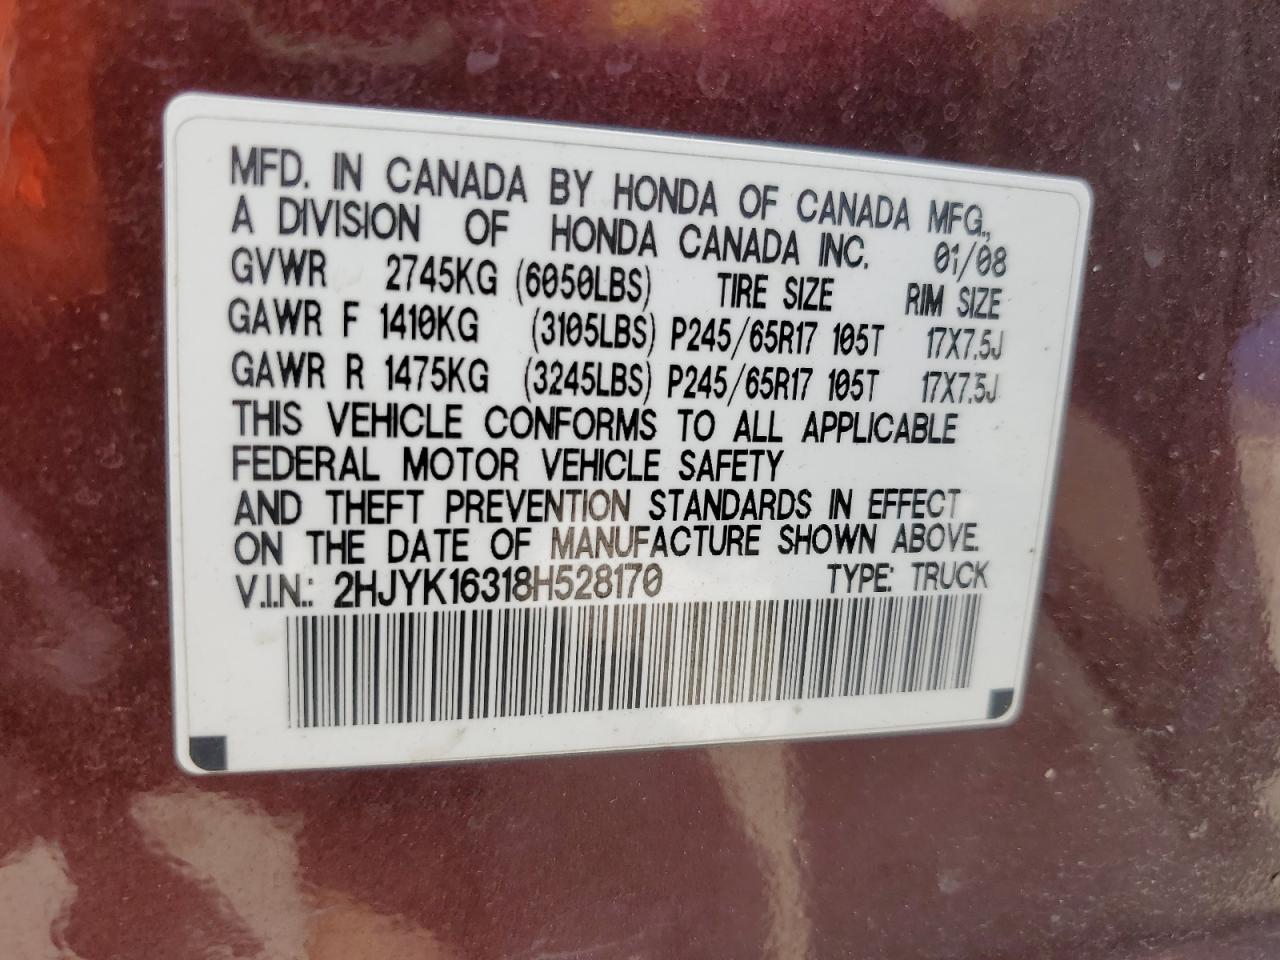 MFD. IN CANADA BY HONDA OF CANADA MFG.,
A DIVISION OF HONDA CANADA INC. 01/08
GVWR 2745KG (6050LBS) TIRE SIZE RIM SIZE
GAWR F 1410KG (3105LBS) P245/65R17 105T 17X7.5J
GAWR R 1475KG (3245LBS) P245/65R17 105T 17X7.5J
THIS VEHICLE CONFORMS TO ALL APPLICABLE
FEDERAL MOTOR VEHICLE SAFETY
AND THEFT PREVENTION STANDARDS IN EFFECT
ON THE DATE OF MANUFACTURE SHOWN ABOVE.
V.I.N.: 2HJYK16318H528170 TYPE: TRUCK